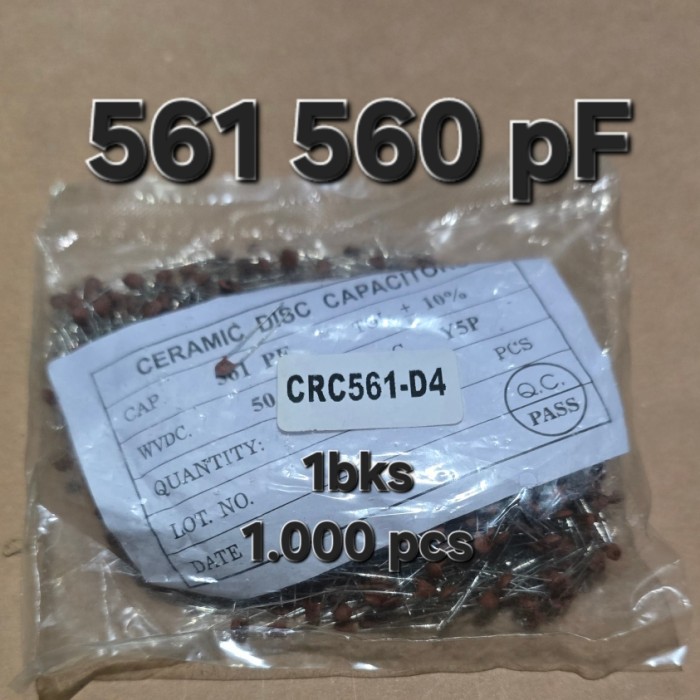 561 560 pF
CERAMIC DISC CAPACITOR
CAP. 561 PF TOL ± 10%
WVDC. 50 Y5P
CRC561-D4
QUANTITY: PCS
LOT. NO.
DATE
Q.C.
PASS
1bks
1.000 pcs